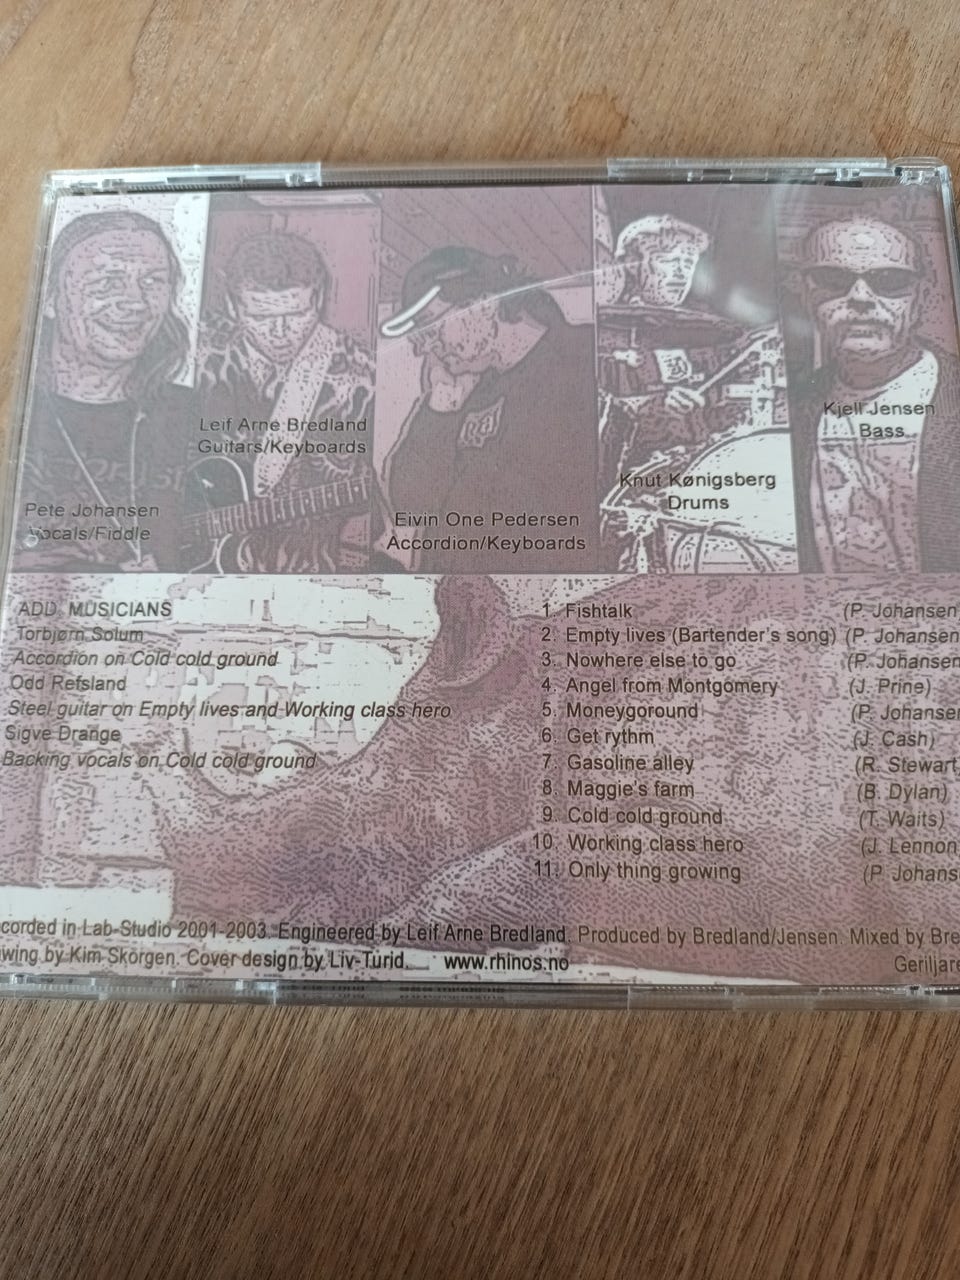 Leif Arne Bredland
Guitars/Keyboards
Kjell Jensen
Bass
Knut Kønigsberg
Drums
Pete Johansen
Vocals/Fiddle
Eivin One Pedersen
Accordion/Keyboards
ADD. MUSICIANS
Torbjørn Solum
Accordion on Cold cold ground
Odd Refsland
Steel guitar on Empty lives and Working class hero
Sigve Drange
Backing vocals on Cold cold ground
1. Fishtalk (P. Johansen
2. Empty lives (Bartender's song) (P. Johansen
3. Nowhere else to go (P. Johansen
4. Angel from Montgomery (J. Prine)
5. Moneygoround (P. Johansen
6. Get rythm (J. Cash)
7. Gasoline alley (R. Stewart)
8. Maggie's farm (B. Dylan)
9. Cold cold ground (T. Waits)
10. Working class hero (J. Lennon
11. Only thing growing (P. Johans
corded in Lab-Studio 2001-2003. Engineered by Leif Arne Bredland. Produced by Bredland/Jensen. Mixed by Bre
wing by Kim Skorgen. Cover design by Liv-Turid. www.rhinos.no Geriljare